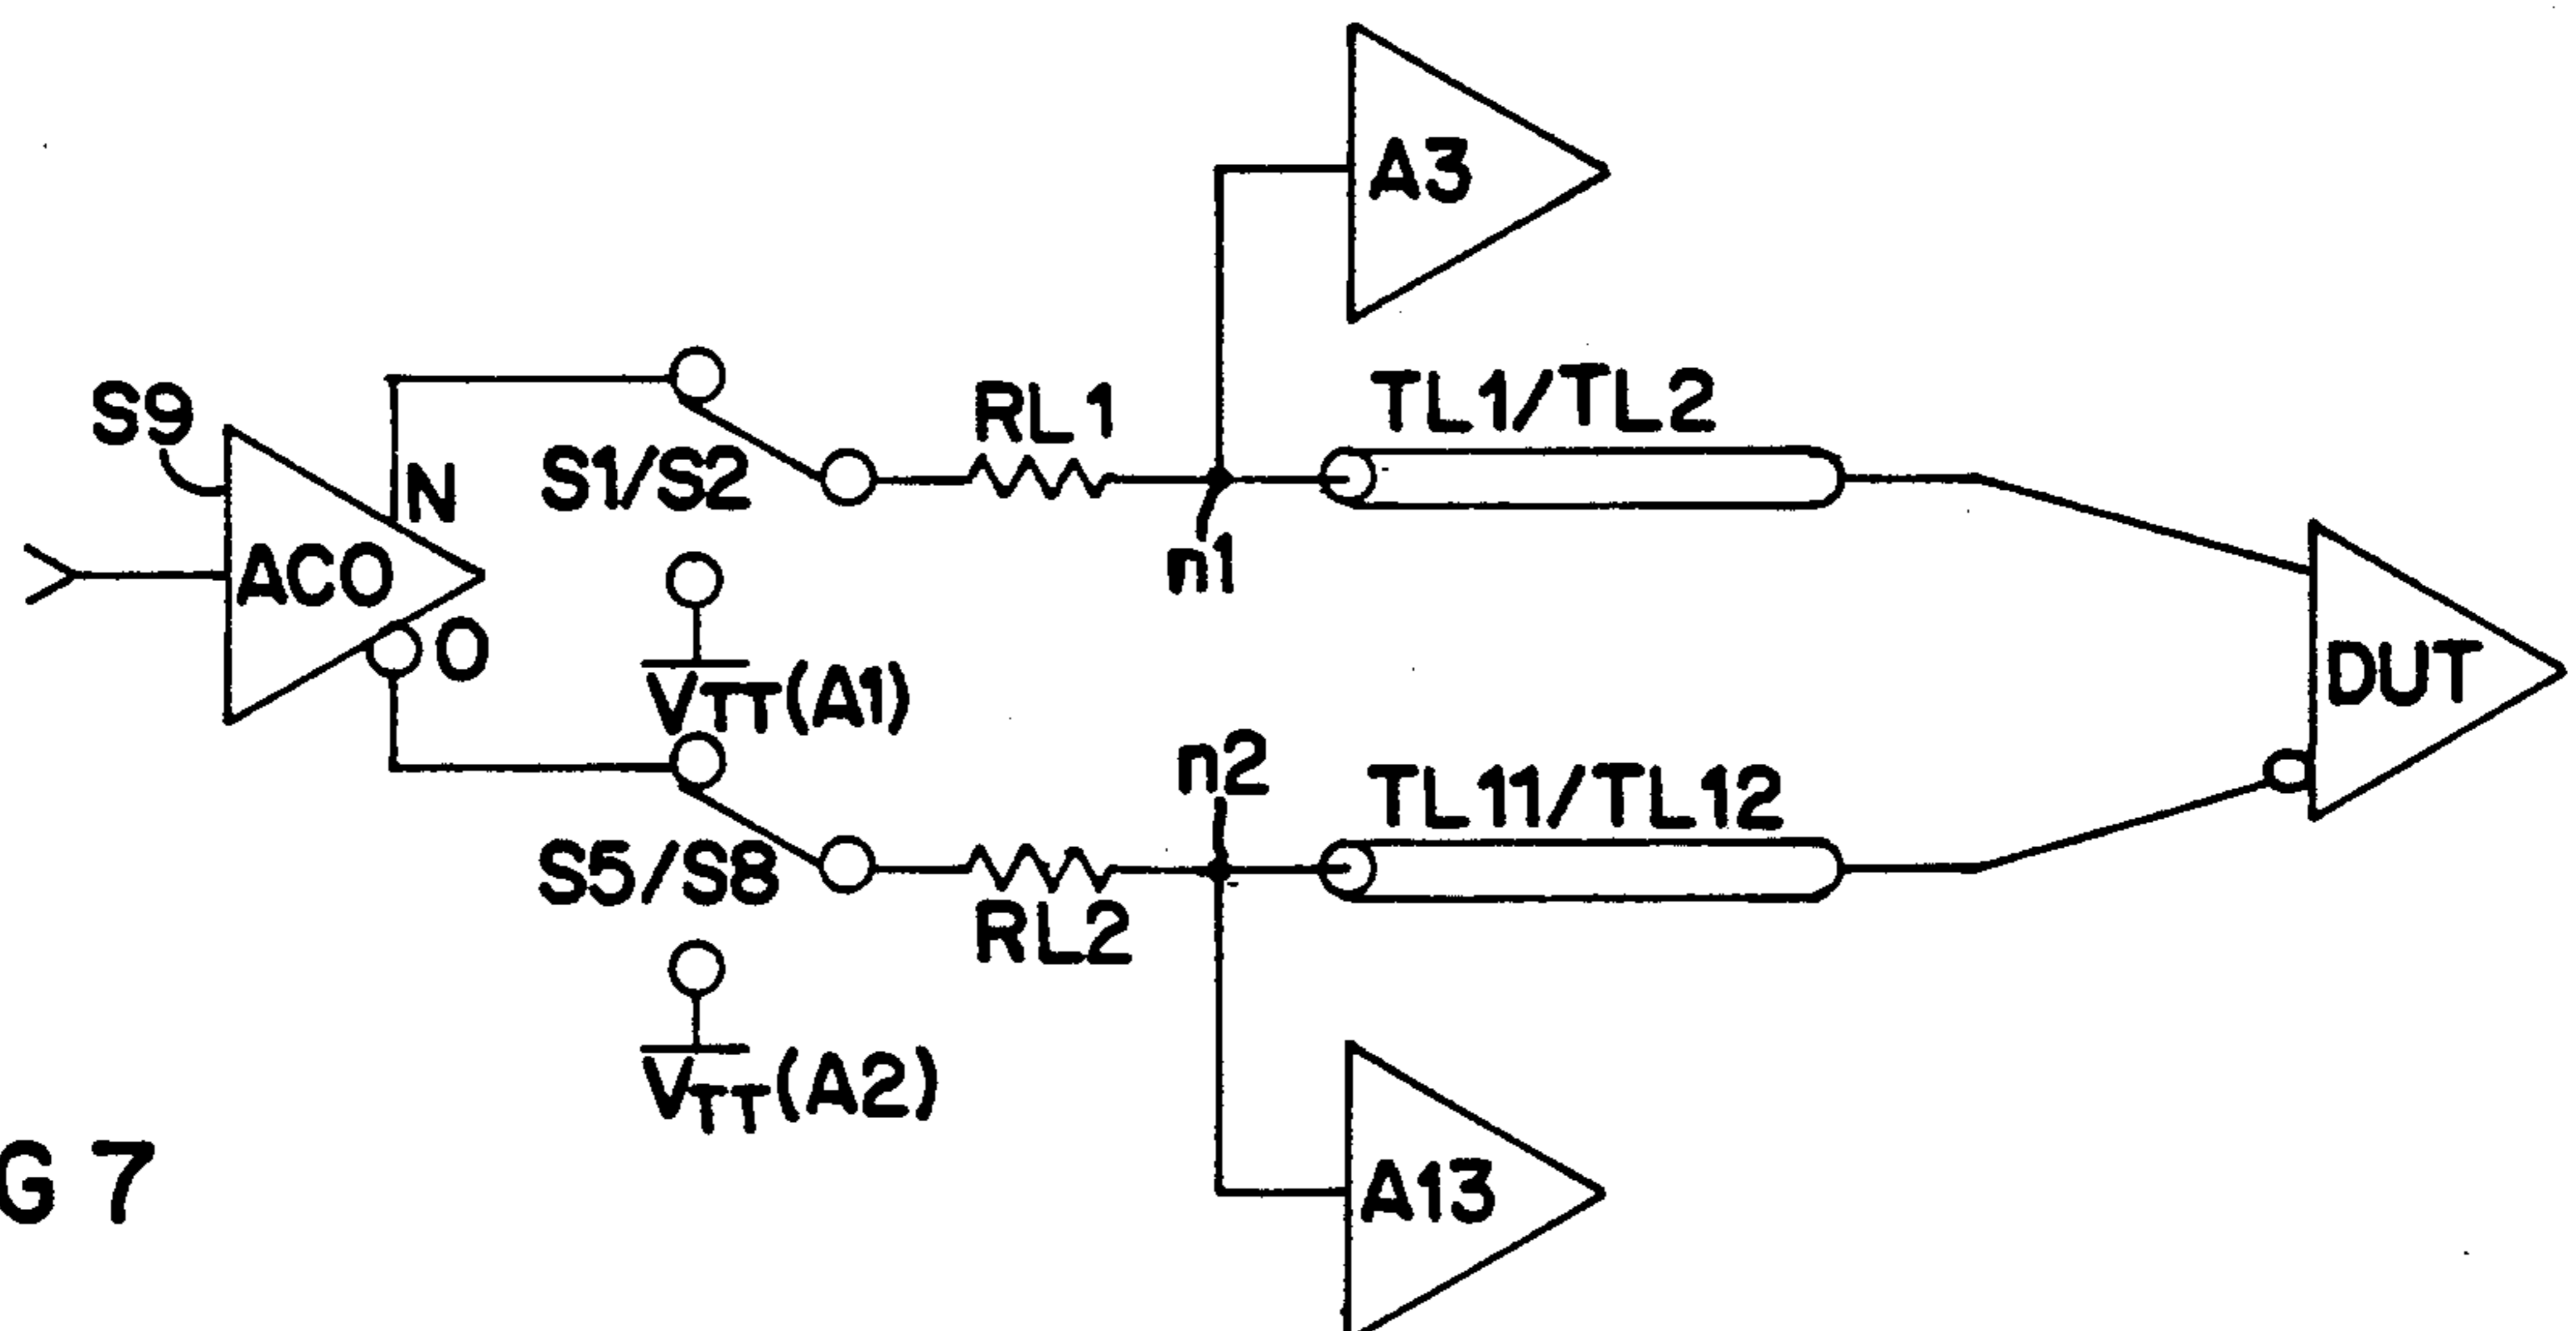 A3
S9
RL1
TL1/TL2
S1/S2
N
ACO
n1
O
VTT(A1)
DUT
n2
TL11/TL12
S5/S8
RL2
VTT(A2)
A13
G 7